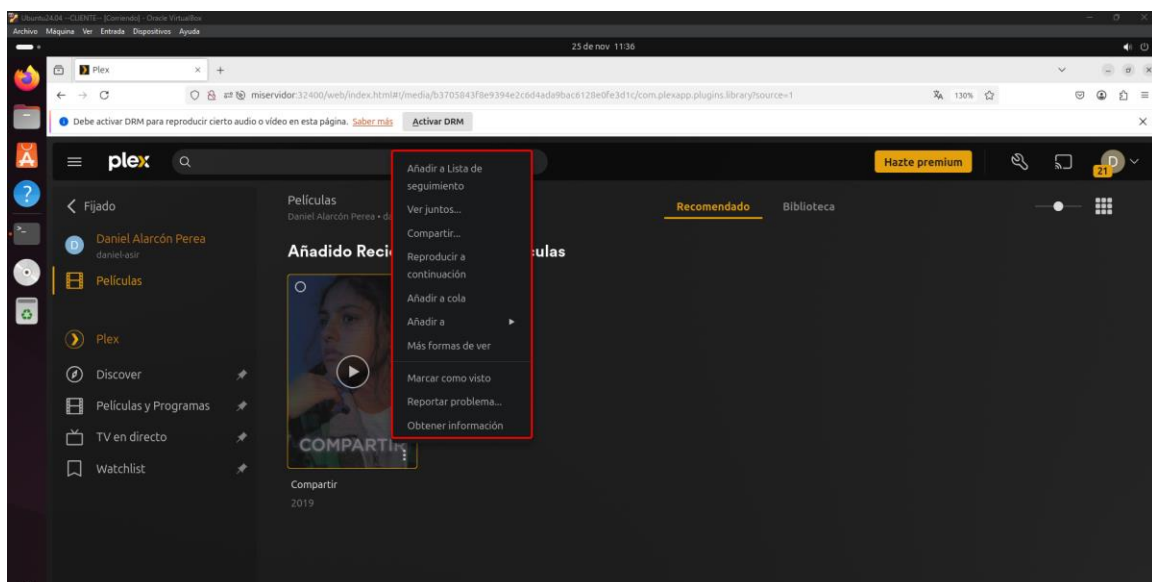 Ubuntu24.04 --CLIENTE-- [Corriendo] - Oracle VirtualBox
Archivo Máquina Ver Entrada Dispositivos Ayuda
25 de nov 11:36
Plex
miservidor:32400/web/index.html#!/media/b3705843f8e9394e2c6d4ada9bac6128e0fe3d1c/com.plexapp.plugins.library?source=1
130%
Debe activar DRM para reproducir cierto audio o vídeo en esta página. Saber más Activar DRM
plex
Hazte premium
D
21
Fijado
D
Daniel Alarcón Perea
daniel-asir
Películas
Plex
Discover
Películas y Programas
TV en directo
Watchlist
Películas
Daniel Alarcón Perea • da
Recomendado Biblioteca
Añadido Reci
ulas
Añadir a Lista de
seguimiento
Ver juntos...
Compartir...
Reproducir a
continuación
Añadir a cola
Añadir a
Más formas de ver
Marcar como visto
Reportar problema...
Obtener información
COMPARTIR
Compartir
2019